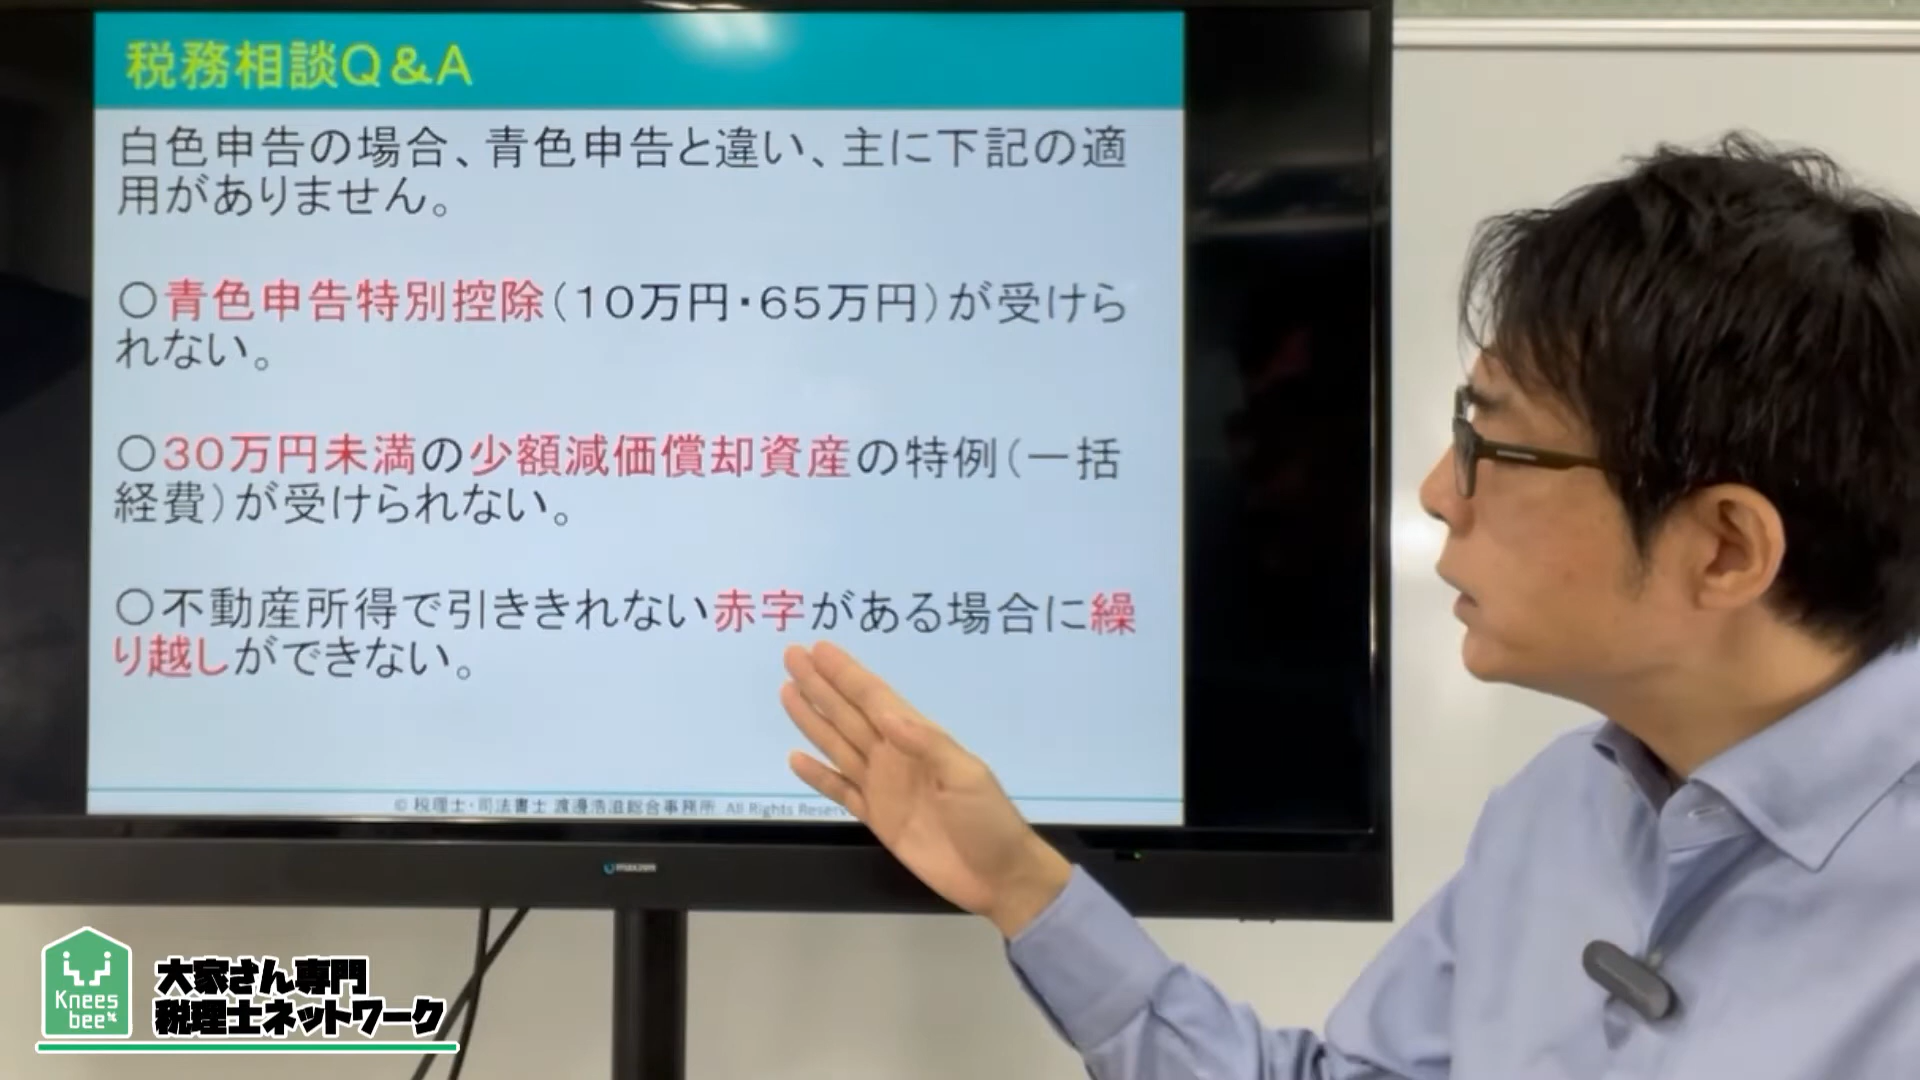 税務相談Q&A
白色申告の場合、青色申告と違い、主に下記の適
用がありません。
○青色申告特別控除(10万円・65万円)が受けら
れない。
○30万円未満の少額減価償却資産の特例(一括
経費)が受けられない。
○不動産所得で引ききれない赤字がある場合に繰
り越しができない。
© 税理士・司法書士 渡邊浩滋総合事務所 All Rights Reserv
maxzen
Knees
bee
大家さん専門
税理士ネットワーク